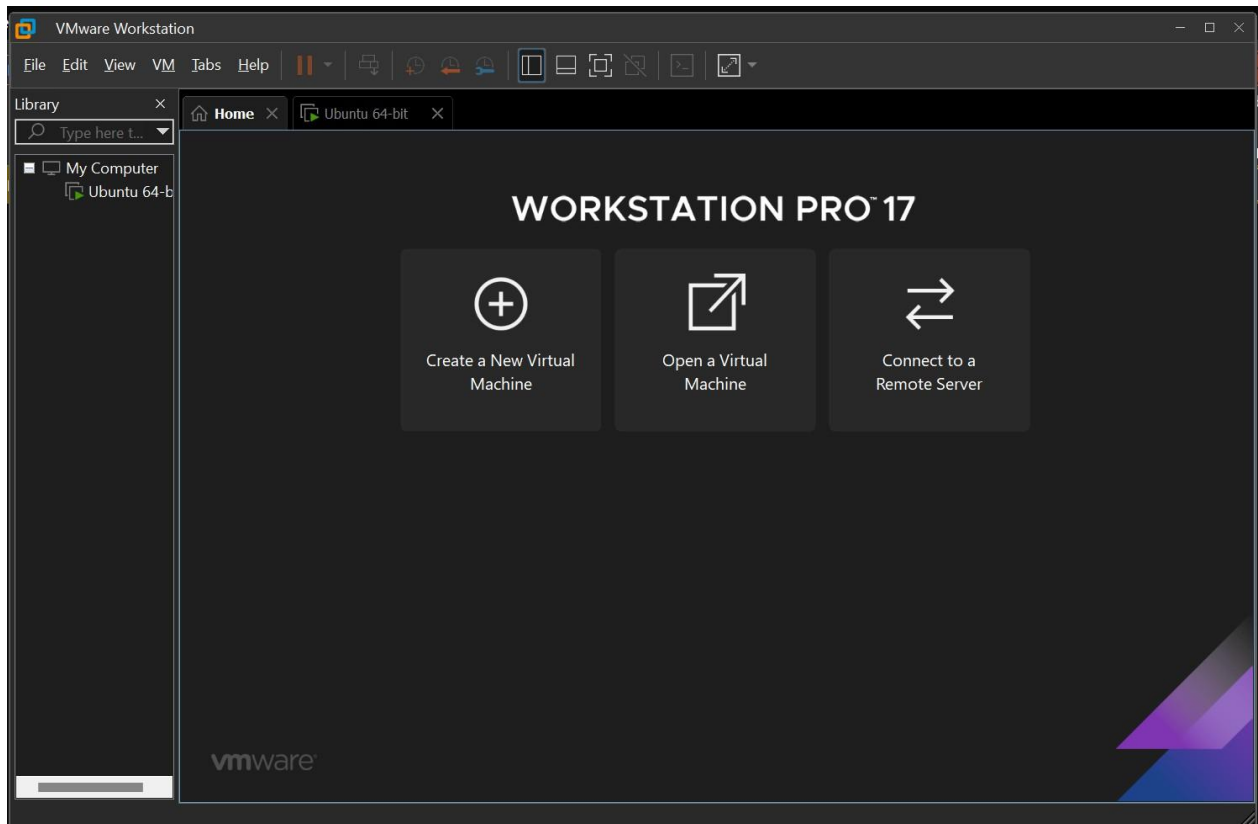 VMware Workstation
File Edit View VM Tabs Help
Library
Type here t...
Home
Ubuntu 64-bit
My Computer
Ubuntu 64-b
WORKSTATION PRO™ 17
Create a New Virtual
Machine
Open a Virtual
Machine
Connect to a
Remote Server
vmware